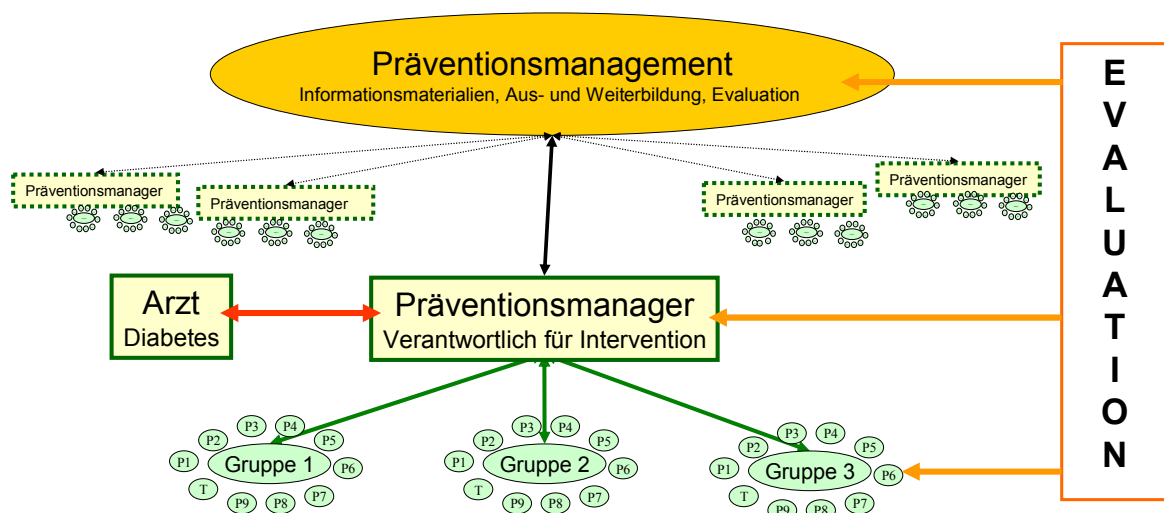 Präventionsmanagement
Informationsmaterialien, Aus- und Weiterbildung, Evaluation
Präventionsmanager
Präventionsmanager
Präventionsmanager
Präventionsmanager
Arzt
Diabetes
Präventionsmanager
Verantwortlich für Intervention
Gruppe 1
P1
P2
P3
P4
P5
P6
P7
P8
P9
T
Gruppe 2
P1
P2
P3
P4
P5
P6
P7
P8
P9
T
Gruppe 3
P1
P2
P3
P4
P5
P6
P7
P8
P9
T
E
V
A
L
U
A
T
I
O
N